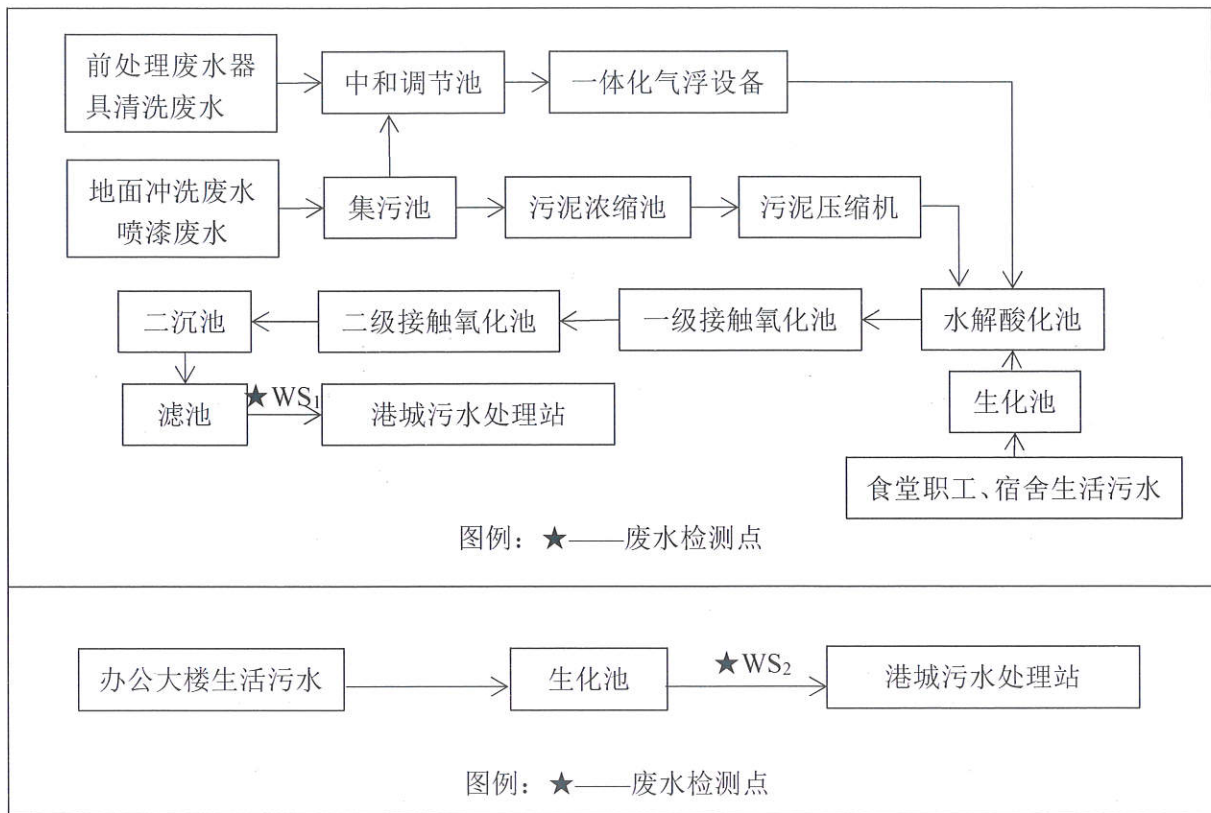 前处理废水器
具清洗废水
中和调节池
一体化气浮设备
地面冲洗废水
喷漆废水
集污池
污泥浓缩池
污泥压缩机
二沉池
二级接触氧化池
一级接触氧化池
水解酸化池
滤池
★WS₁
港城污水处理站
生化池
食堂职工、宿舍生活污水
图例：★——废水检测点
办公大楼生活污水
生化池
★WS₂
港城污水处理站
图例：★——废水检测点